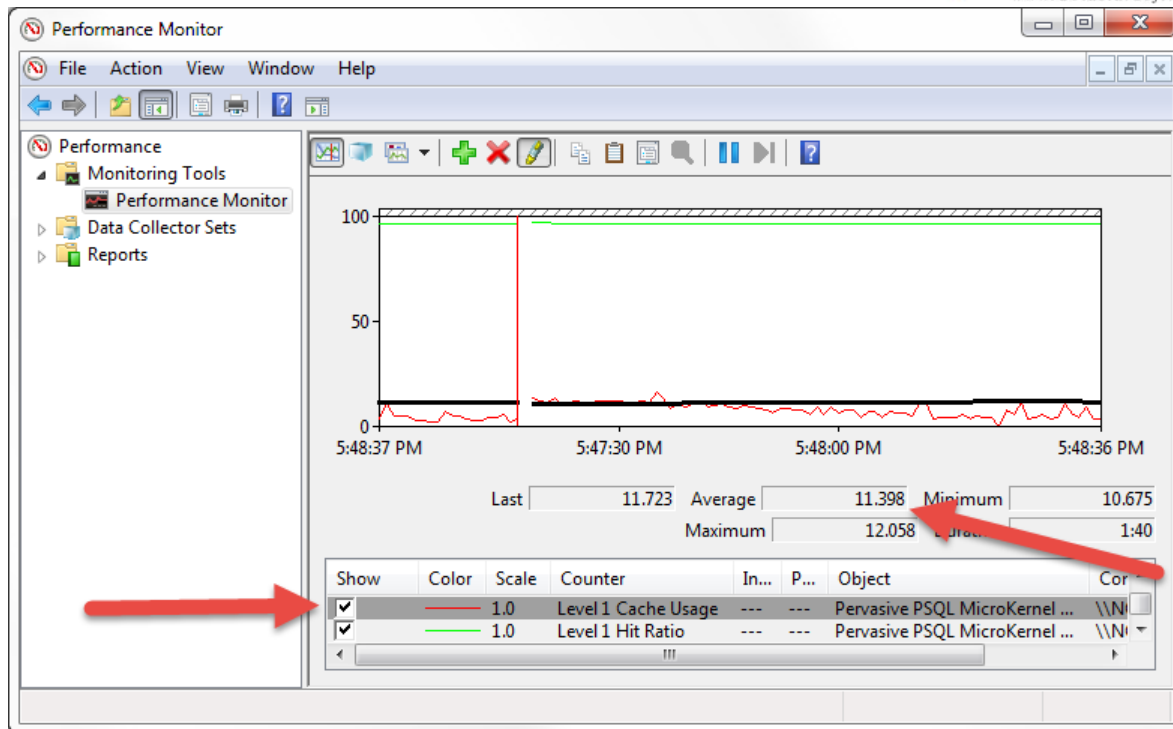 Performance Monitor
File Action View Window Help
Performance
Monitoring Tools
Performance Monitor
Data Collector Sets
Reports
100
50
0
5:48:37 PM 5:47:30 PM 5:48:00 PM 5:48:36 PM
Last 11.723 Average 11.398 Minimum 10.675
Maximum 12.058 1:40
Show Color Scale Counter In... P... Object Cor
1.0 Level 1 Cache Usage --- --- Pervasive PSQL MicroKernel ... \\N
1.0 Level 1 Hit Ratio --- --- Pervasive PSQL MicroKernel ... \\N